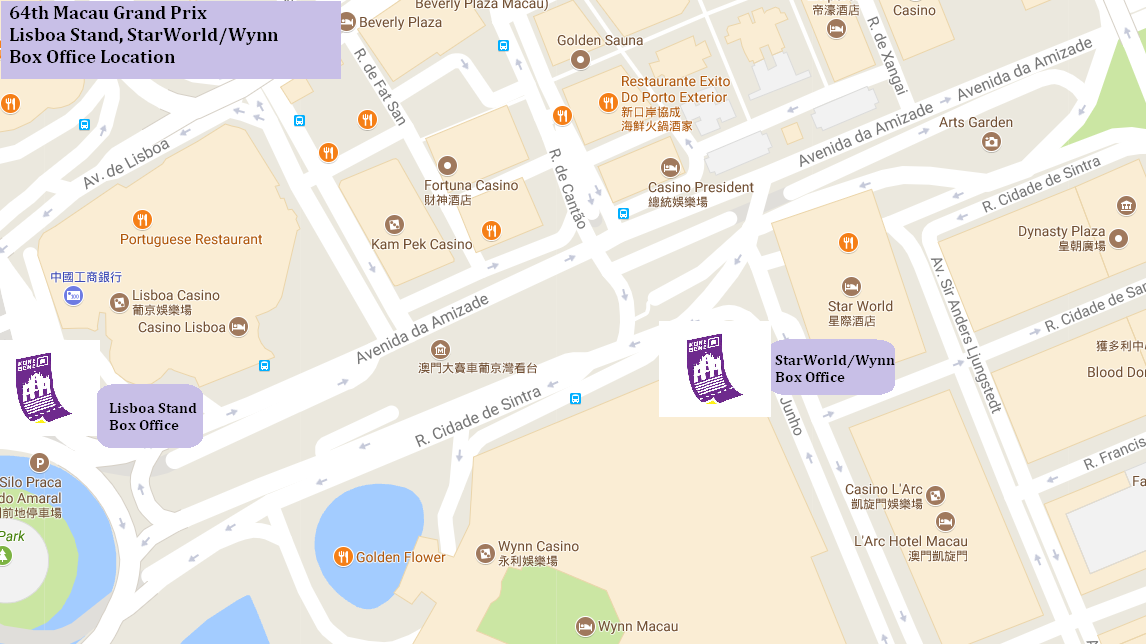 64th Macau Grand Prix
Lisboa Stand, StarWorld/Wynn
Box Office Location
Beverly Plaza
Beverly Plaza Macau)
帝濠酒店
Casino
R. de Fat San
Golden Sauna
R. de Xangai
Avenida da Amizade
Restaurante Exito
Do Porto Exterior
新口岸協成
海鮮火鍋酒家
Arts Garden
Avenida da Amizade
Av. de Lisboa
R. de Cantão
Fortuna Casino
財神酒店
Casino President
總統娛樂場
R. Cidade de Sintra
Kam Pek Casino
Portuguese Restaurant
Dynasty Plaza
皇朝廣場
中國工商銀行
Lisboa Casino
葡京娛樂場
Casino Lisboa
Av. Sir Anders Ljungstedt
Star World
星際酒店
R. Cidade de Sa
Avenida da Amizade
澳門大賽車葡京灣看台
StarWorld/Wynn
Box Office
獲多利中
Blood Do
Lisboa Stand
Box Office
R. Cidade de Sintra
Junho
R. Francis
P
Silo Praca
do Amaral
前地停車場
Park
Casino L'Arc
凱旋門娛樂場
L'Arc Hotel Macau
澳門凱旋門
Fa
Golden Flower
Wynn Casino
永利娛樂場
Wynn Macau